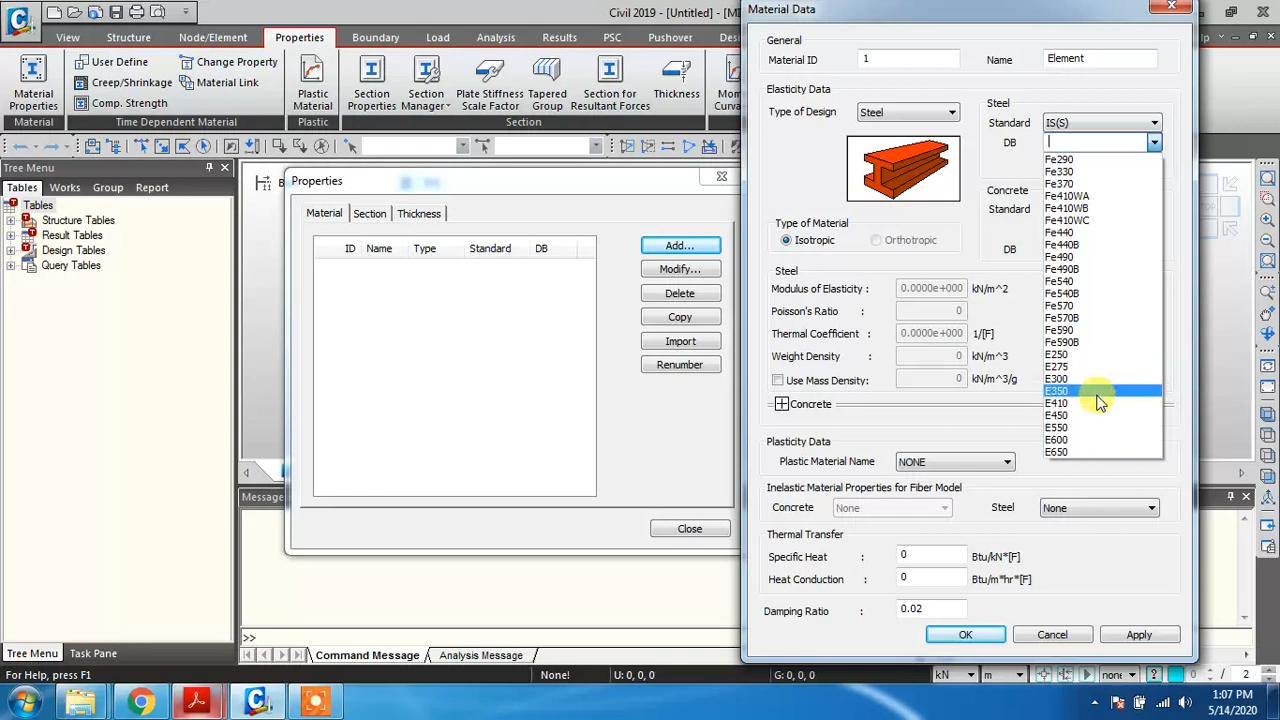 Civil 2019 - [Untitled]
View
Structure
Node/Element
Properties
Boundary
Load
Analysis
Results
PSC
Pushover
Material
Properties
User Define
Creep/Shrinkage
Comp. Strength
Change Property
Material Link
Plastic
Material
Section
Properties
Section
Manager
Plate Stiffness
Scale Factor
Tapered
Group
Section for
Resultant Forces
Thickness
Material
Time Dependent Material
Plastic
Section
Tree Menu
Tables
Works
Group
Report
Tables
Structure Tables
Result Tables
Design Tables
Query Tables
Properties
Material
Section
Thickness
ID
Name
Type
Standard
DB
Add...
Modify...
Delete
Copy
Import
Renumber
Close
Material Data
General
Material ID
1
Name
Element
Elasticity Data
Type of Design
Steel
Steel
Standard
IS(S)
DB
Fe290
Fe330
Fe370
Fe410WA
Fe410WB
Fe410WC
Fe440
Fe440B
Fe490
Fe490B
Fe540
Fe540B
Fe570
Fe570B
Fe590
Fe590B
E250
E275
E300
E350
E410
E450
E550
E600
E650
Concrete
Standard
DB
Type of Material
Isotropic
Orthotropic
Steel
Modulus of Elasticity :
0.0000e+000
kN/m^2
Poisson's Ratio :
0
Thermal Coefficient :
0.0000e+000
1/[F]
Weight Density :
0
kN/m^3
Use Mass Density:
0
kN/m^3/g
Concrete
Plasticity Data
Plastic Material Name
NONE
Inelastic Material Properties for Fiber Model
Concrete
None
Steel
None
Thermal Transfer
Specific Heat :
0
Btu/kN*[F]
Heat Conduction :
0
Btu/m*hr*[F]
Damping Ratio :
0.02
OK
Cancel
Apply
>>
Tree Menu
Task Pane
Command Message
Analysis Message
For Help, press F1
None!
U: 0, 0, 0
G: 0, 0, 0
kN
m
none
?
0
/
2
1:07 PM
5/14/2020